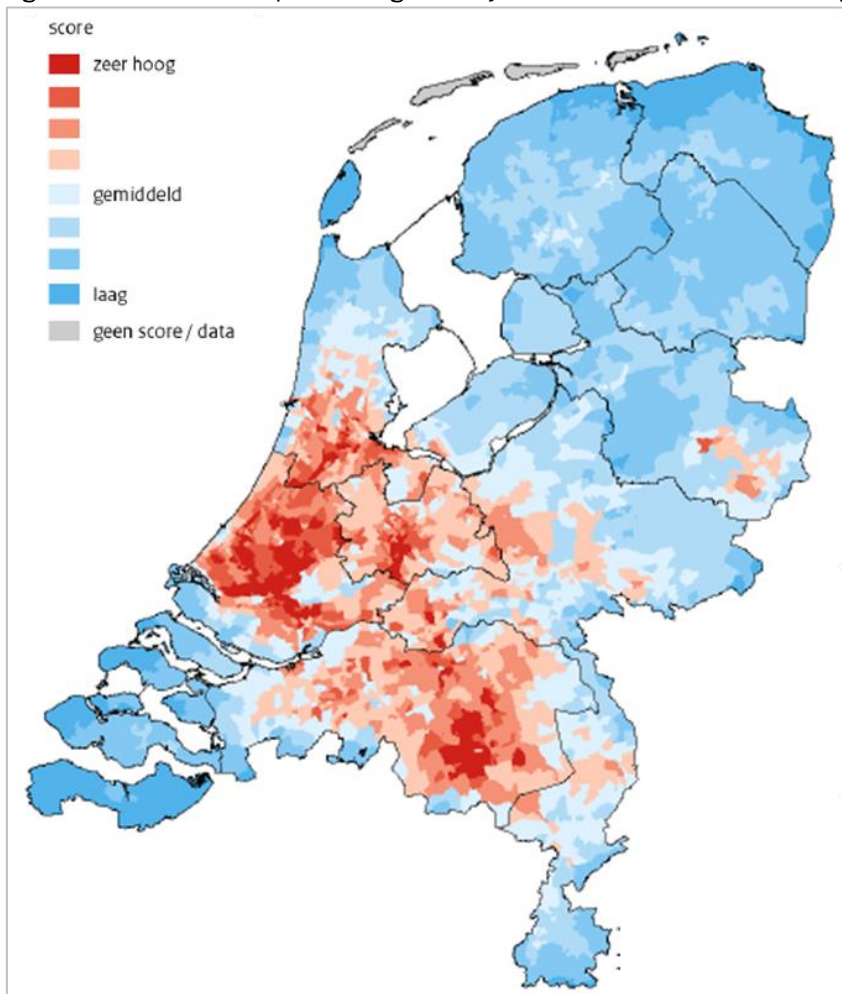 score
zeer hoog
gemiddeld
laag
geen score / data